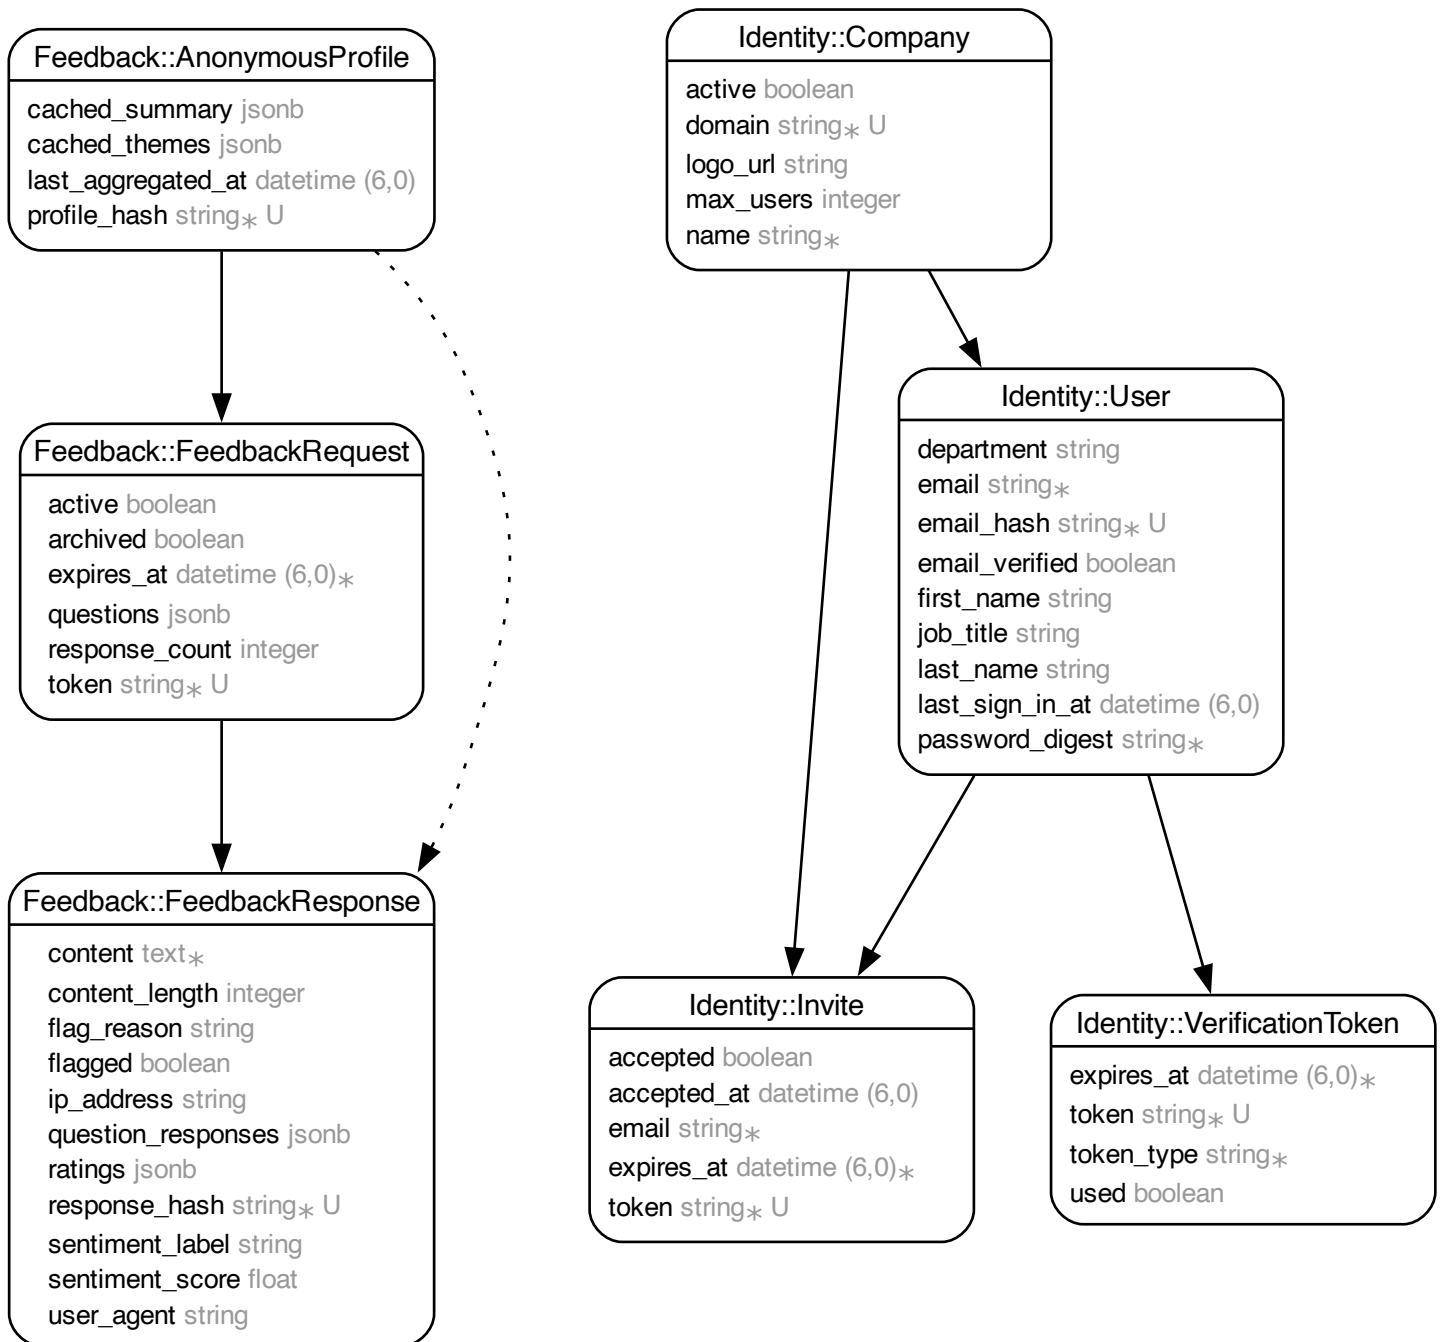 Feedback::AnonymousProfile
cached_summary jsonb
cached_themes jsonb
last_aggregated_at datetime (6,0)
profile_hash string* U
Feedback::FeedbackRequest
active boolean
archived boolean
expires_at datetime (6,0)*
questions jsonb
response_count integer
token string* U
Feedback::FeedbackResponse
content text*
content_length integer
flag_reason string
flagged boolean
ip_address string
question_responses jsonb
ratings jsonb
response_hash string* U
sentiment_label string
sentiment_score float
user_agent string
Identity::Company
active boolean
domain string* U
logo_url string
max_users integer
name string*
Identity::User
department string
email string*
email_hash string* U
email_verified boolean
first_name string
job_title string
last_name string
last_sign_in_at datetime (6,0)
password_digest string*
Identity::Invite
accepted boolean
accepted_at datetime (6,0)
email string*
expires_at datetime (6,0)*
token string* U
Identity::VerificationToken
expires_at datetime (6,0)*
token string* U
token_type string*
used boolean